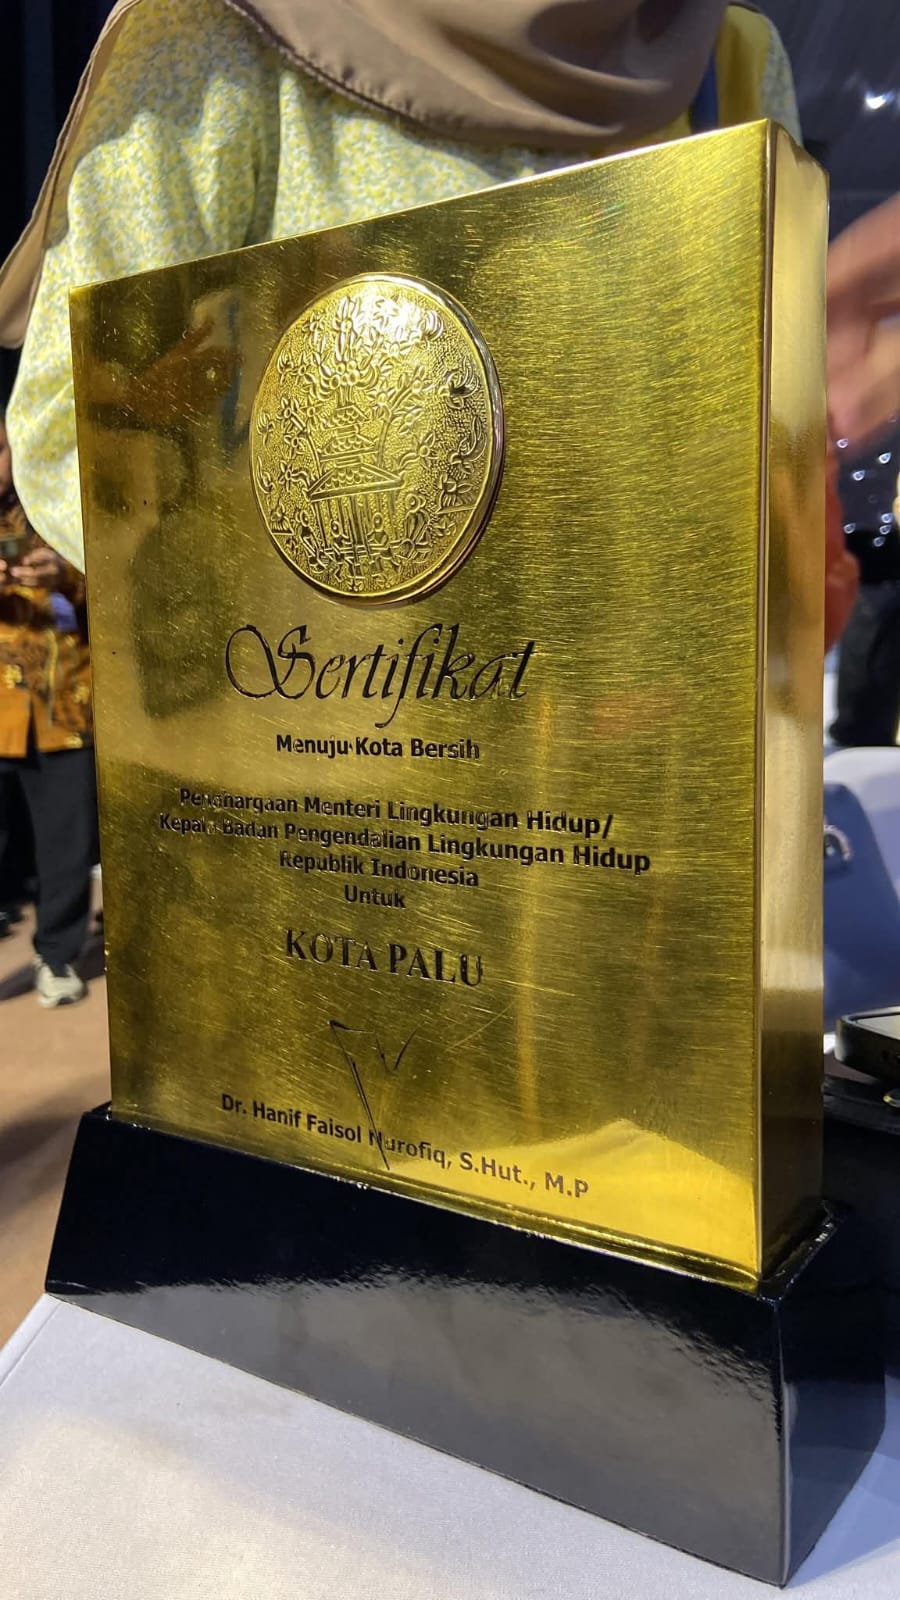 Sertifikat
Menuju Kota Bersih
Penghargaan Menteri Lingkungan Hidup/
Kepala Badan Pengendalian Lingkungan Hidup
Republik Indonesia
Untuk
KOTA PALU
Dr. Hanif Faisol Nurofiq, S.Hut., M.P